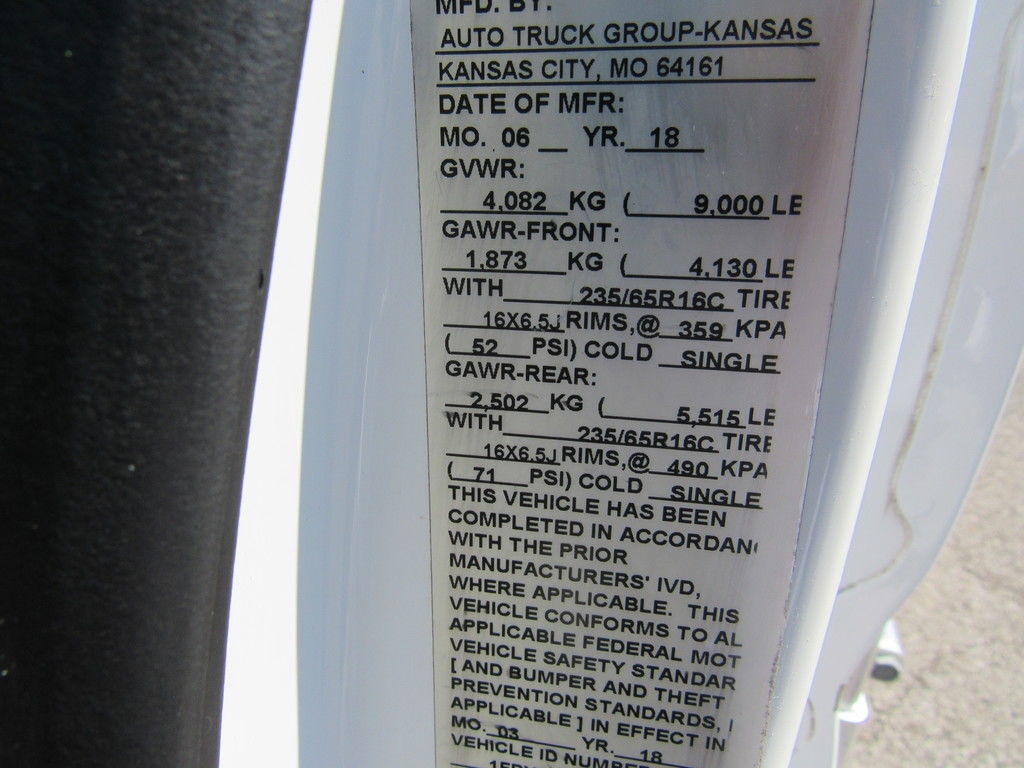 MFD. BY:
AUTO TRUCK GROUP-KANSAS
KANSAS CITY, MO 64161
DATE OF MFR:
MO. 06 YR. 18
GVWR:
4,082 KG ( 9,000 LB
GAWR-FRONT:
1,873 KG ( 4,130 LB
WITH 235/65R16C TIRE
16X6.5J RIMS,@ 359 KPA
( 52 PSI) COLD SINGLE
GAWR-REAR:
2,502 KG ( 5,515 LB
WITH 235/65R16C TIRE
16X6.5J RIMS,@ 490 KPA
( 71 PSI) COLD SINGLE
THIS VEHICLE HAS BEEN
COMPLETED IN ACCORDAN
WITH THE PRIOR
MANUFACTURERS' IVD,
WHERE APPLICABLE. THIS
VEHICLE CONFORMS TO AL
APPLICABLE FEDERAL MOT
VEHICLE SAFETY STANDAR
[ AND BUMPER AND THEFT
PREVENTION STANDARDS,
APPLICABLE ] IN EFFECT IN
MO. 03 YR. 18
VEHICLE ID NUMBER